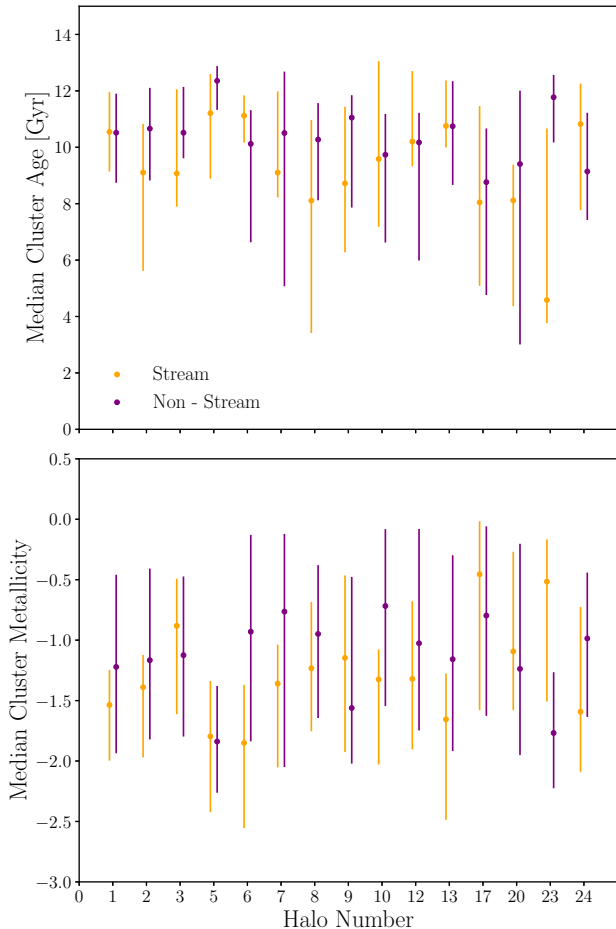 14
12
10
8
6
4
2
0
Median Cluster Age [Gyr]
Stream
Non - Stream
0.5
0.0
−0.5
−1.0
−1.5
−2.0
−2.5
−3.0
Median Cluster Metallicity
0 1 2 3 5 6 7 8 9 10 12 13 17 20 23 24
Halo Number